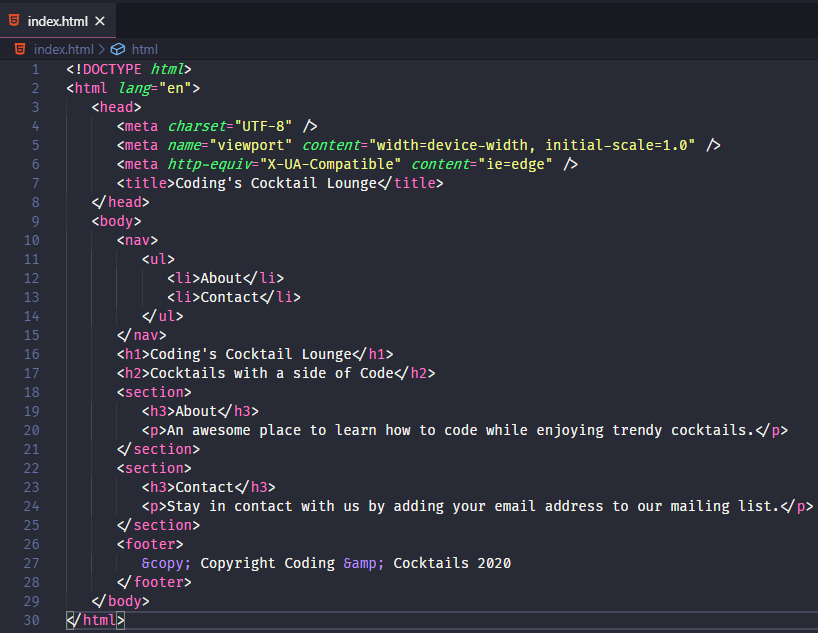 index.html ×
index.html > html
1 <!DOCTYPE html>
2 <html lang="en">
3 <head>
4 <meta charset="UTF-8" />
5 <meta name="viewport" content="width=device-width, initial-scale=1.0" />
6 <meta http-equiv="X-UA-Compatible" content="ie=edge" />
7 <title>Coding's Cocktail Lounge</title>
8 </head>
9 <body>
10 <nav>
11 <ul>
12 <li>About</li>
13 <li>Contact</li>
14 </ul>
15 </nav>
16 <h1>Coding's Cocktail Lounge</h1>
17 <h2>Cocktails with a side of Code</h2>
18 <section>
19 <h3>About</h3>
20 <p>An awesome place to learn how to code while enjoying trendy cocktails.</p>
21 </section>
22 <section>
23 <h3>Contact</h3>
24 <p>Stay in contact with us by adding your email address to our mailing list.</p>
25 </section>
26 <footer>
27 &copy; Copyright Coding &amp; Cocktails 2020
28 </footer>
29 </body>
30 </html>